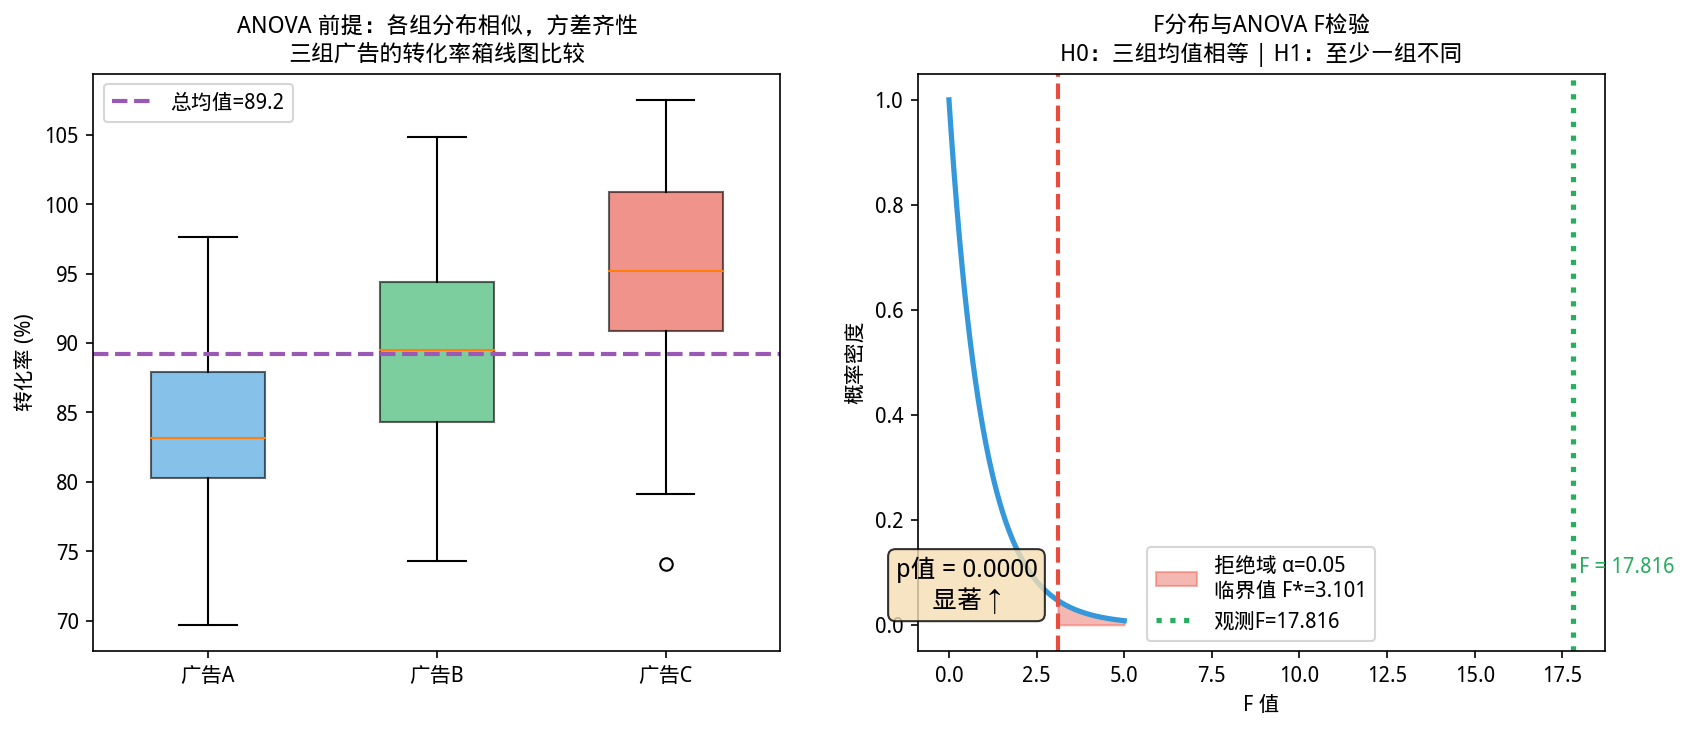 ANOVA 前提：各组分布相似，方差齐性
三组广告的转化率箱线图比较
总均值=89.2
转化率 (%)
105
100
95
90
85
80
75
70
广告A
广告B
广告C
F分布与ANOVA F检验
H0：三组均值相等 | H1：至少一组不同
概率密度
1.0
0.8
0.6
0.4
0.2
0.0
p值 = 0.0000
显著↑
拒绝域 α=0.05
临界值 F*=3.101
观测F=17.816
F = 17.816
0.0
2.5
5.0
7.5
10.0
12.5
15.0
17.5
F 值